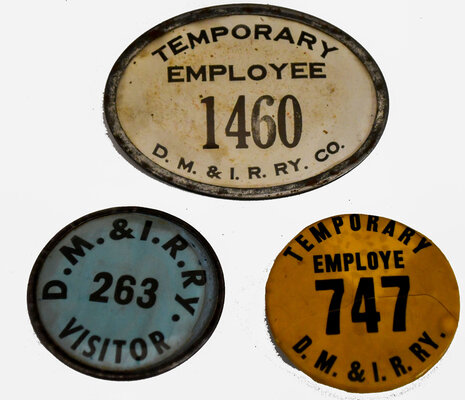 TEMPORARY
EMPLOYEE
1460
D. M. & I. R. RY. CO.
D. M. & I. R. RY.
263
VISITOR
TEMPORARY
EMPLOYE
747
D. M. & I. R. RY.